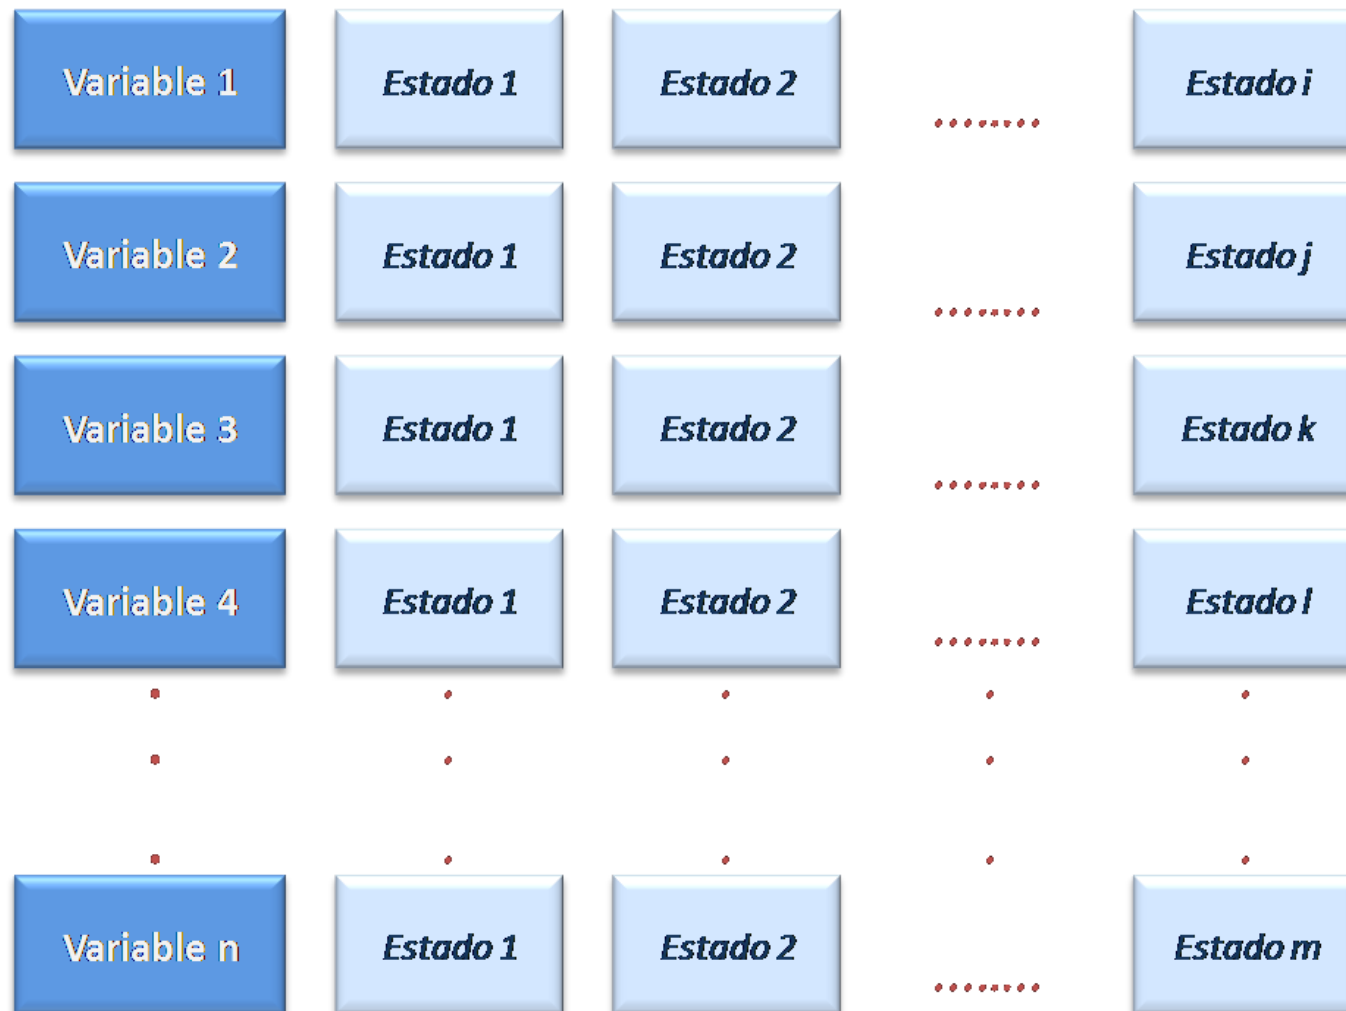 Variable 1 Estado 1 Estado 2 ........ Estado i
Variable 2 Estado 1 Estado 2 ........ Estado j
Variable 3 Estado 1 Estado 2 ........ Estado k
Variable 4 Estado 1 Estado 2 ........ Estado l
Variable n Estado 1 Estado 2 ........ Estado m